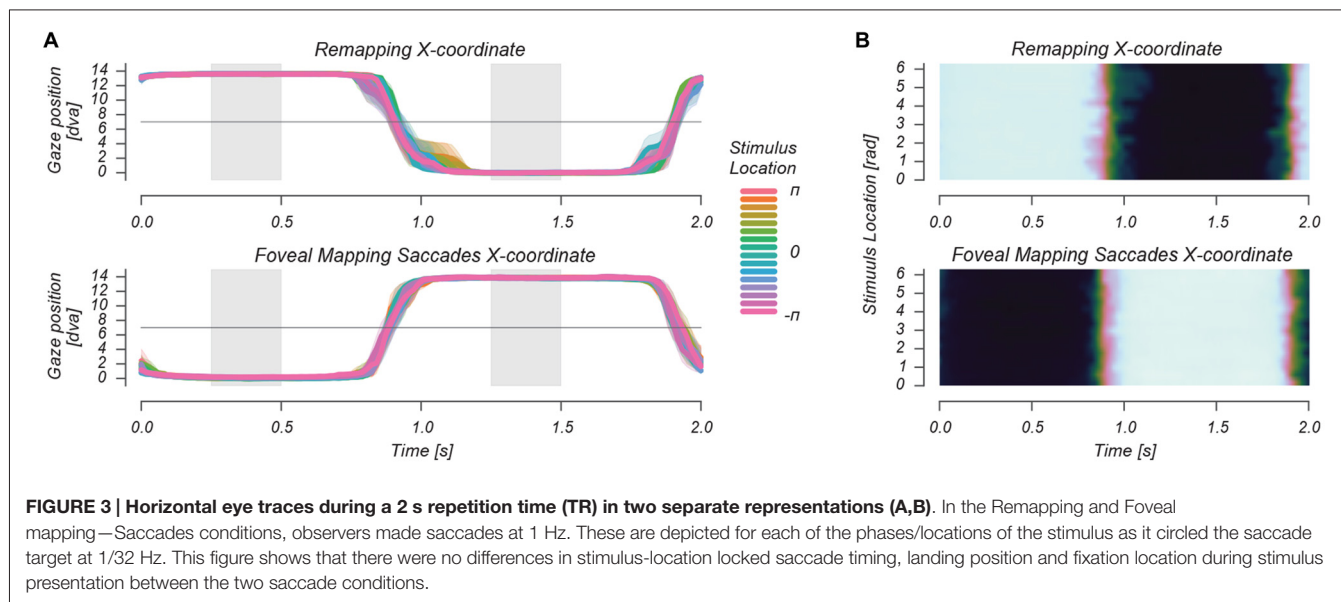 A
Remapping X-coordinate
Gaze position
[dva]
14
12
10
8
6
4
2
0
0.0
0.5
1.0
1.5
2.0
Foveal Mapping Saccades X-coordinate
Gaze position
[dva]
14
12
10
8
6
4
2
0
0.0
0.5
1.0
1.5
2.0
Time [s]
Stimulus
Location
π
0
-π
B
Remapping X-coordinate
Stimuuls Location [rad]
6
5
4
3
2
1
0
0.0
0.5
1.0
1.5
2.0
Foveal Mapping Saccades X-coordinate
6
5
4
3
2
1
0
0.0
0.5
1.0
1.5
2.0
Time [s]
FIGURE 3 | Horizontal eye traces during a 2 s repetition time (TR) in two separate representations (A,B). In the Remapping and Foveal
mapping—Saccades conditions, observers made saccades at 1 Hz. These are depicted for each of the phases/locations of the stimulus as it circled the saccade
target at 1/32 Hz. This figure shows that there were no differences in stimulus-location locked saccade timing, landing position and fixation location during stimulus
presentation between the two saccade conditions.